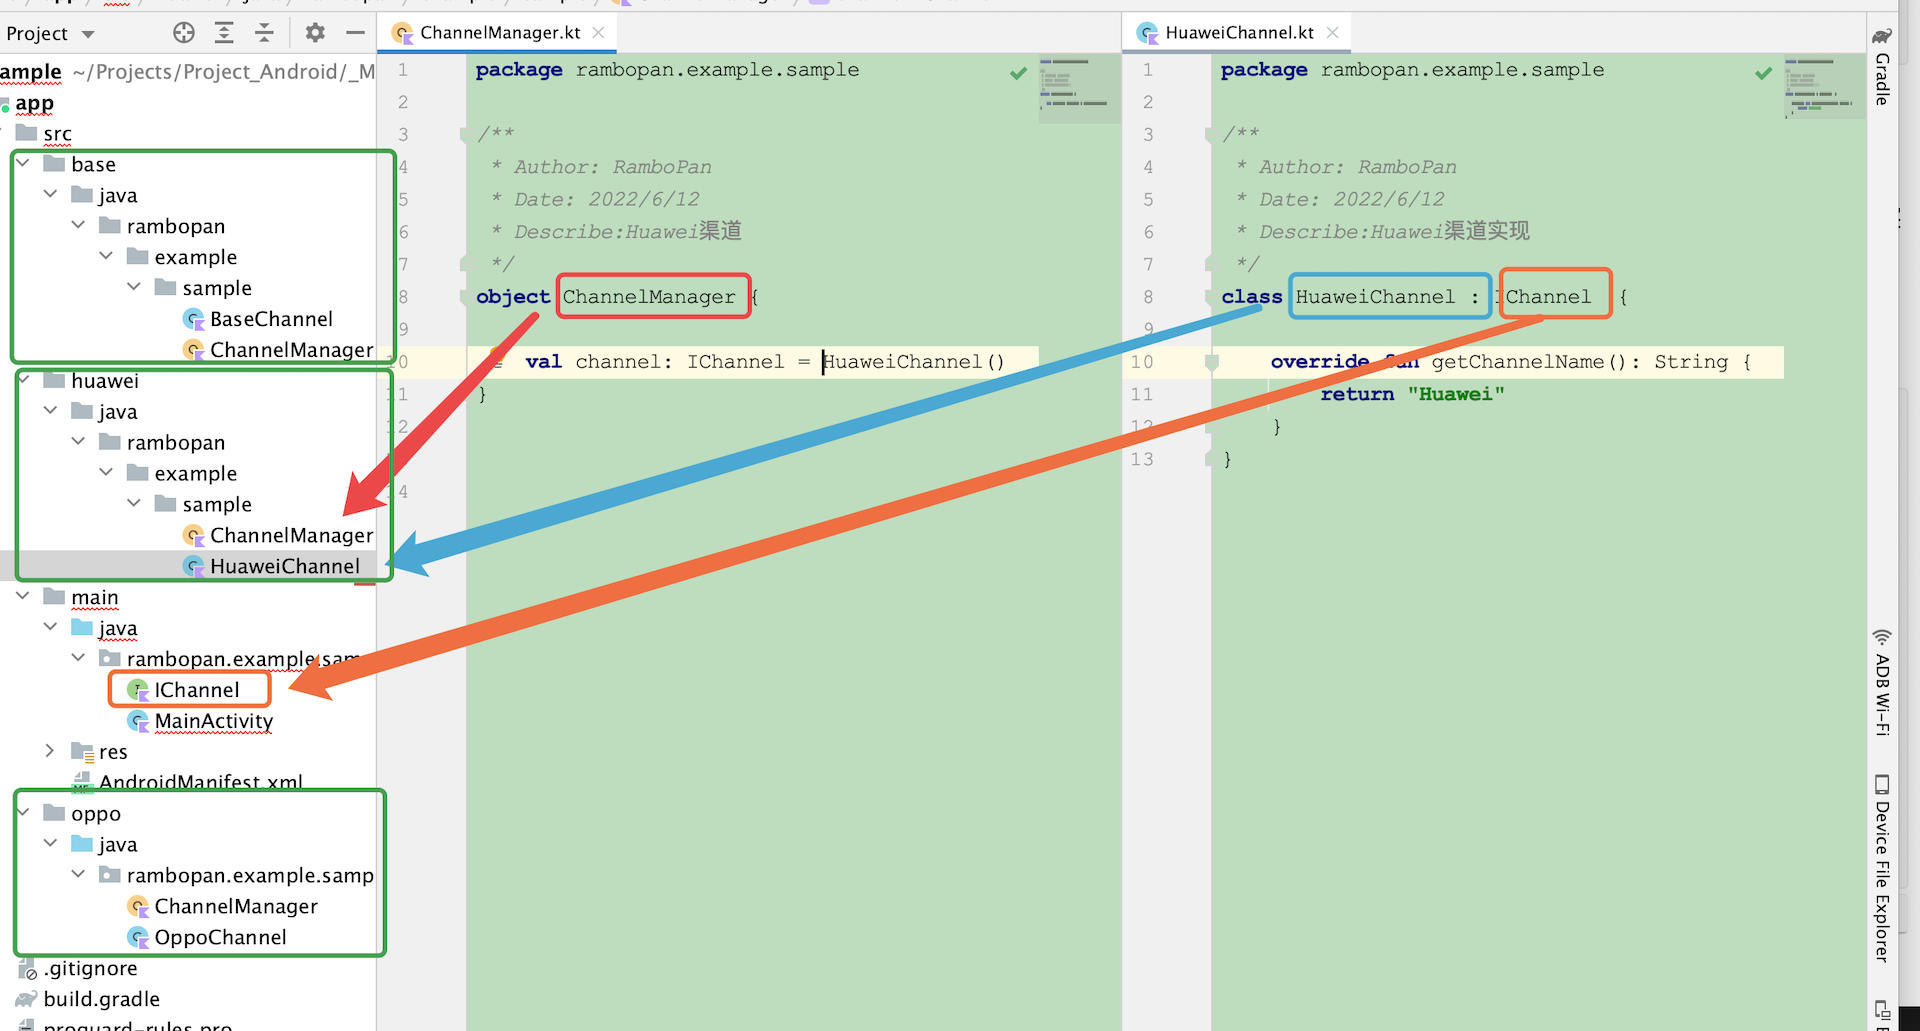 Project
ample ~/Projects/Project_Android/_M
app
src
base
java
rambopan
example
sample
BaseChannel
ChannelManager
huawei
java
rambopan
example
sample
ChannelManager
HuaweiChannel
main
java
rambopan.example.sam
IChannel
MainActivity
res
AndroidManifest.xml
oppo
java
rambopan.example.samp
ChannelManager
OppoChannel
.gitignore
build.gradle
proguard-rules.pro
ChannelManager.kt
1 package rambopan.example.sample
2
3 /**
4 * Author: RamboPan
5 * Date: 2022/6/12
6 * Describe:Huawei渠道
7 */
8 object ChannelManager {
9
10 val channel: IChannel = HuaweiChannel()
11 }
12
14
HuaweiChannel.kt
1 package rambopan.example.sample
2
3 /**
4 * Author: RamboPan
5 * Date: 2022/6/12
6 * Describe:Huawei渠道实现
7 */
8 class HuaweiChannel : IChannel {
9
10 override fun getChannelName(): String {
11 return "Huawei"
12 }
13 }
Gradle
ADB Wi-Fi
Device File Explorer